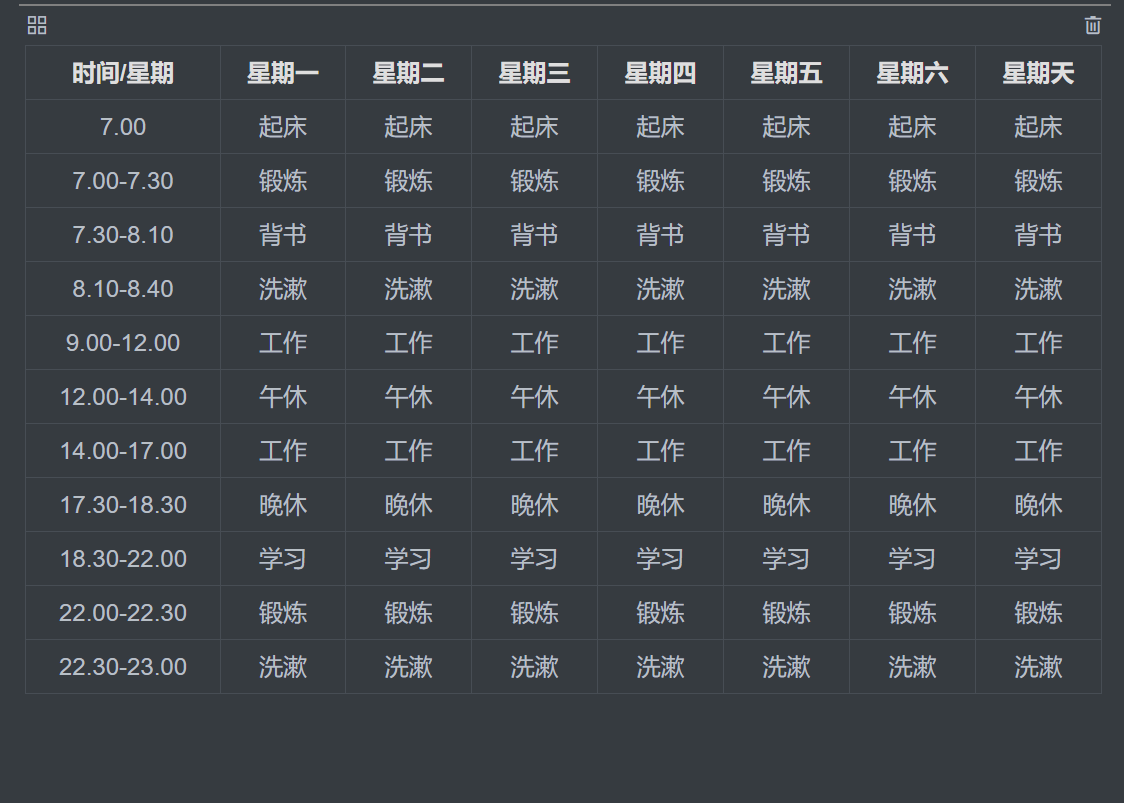 时间/星期 星期一 星期二 星期三 星期四 星期五 星期六 星期天
7.00 起床 起床 起床 起床 起床 起床 起床
7.00-7.30 锻炼 锻炼 锻炼 锻炼 锻炼 锻炼 锻炼
7.30-8.10 背书 背书 背书 背书 背书 背书 背书
8.10-8.40 洗漱 洗漱 洗漱 洗漱 洗漱 洗漱 洗漱
9.00-12.00 工作 工作 工作 工作 工作 工作 工作
12.00-14.00 午休 午休 午休 午休 午休 午休 午休
14.00-17.00 工作 工作 工作 工作 工作 工作 工作
17.30-18.30 晚休 晚休 晚休 晚休 晚休 晚休 晚休
18.30-22.00 学习 学习 学习 学习 学习 学习 学习
22.00-22.30 锻炼 锻炼 锻炼 锻炼 锻炼 锻炼 锻炼
22.30-23.00 洗漱 洗漱 洗漱 洗漱 洗漱 洗漱 洗漱